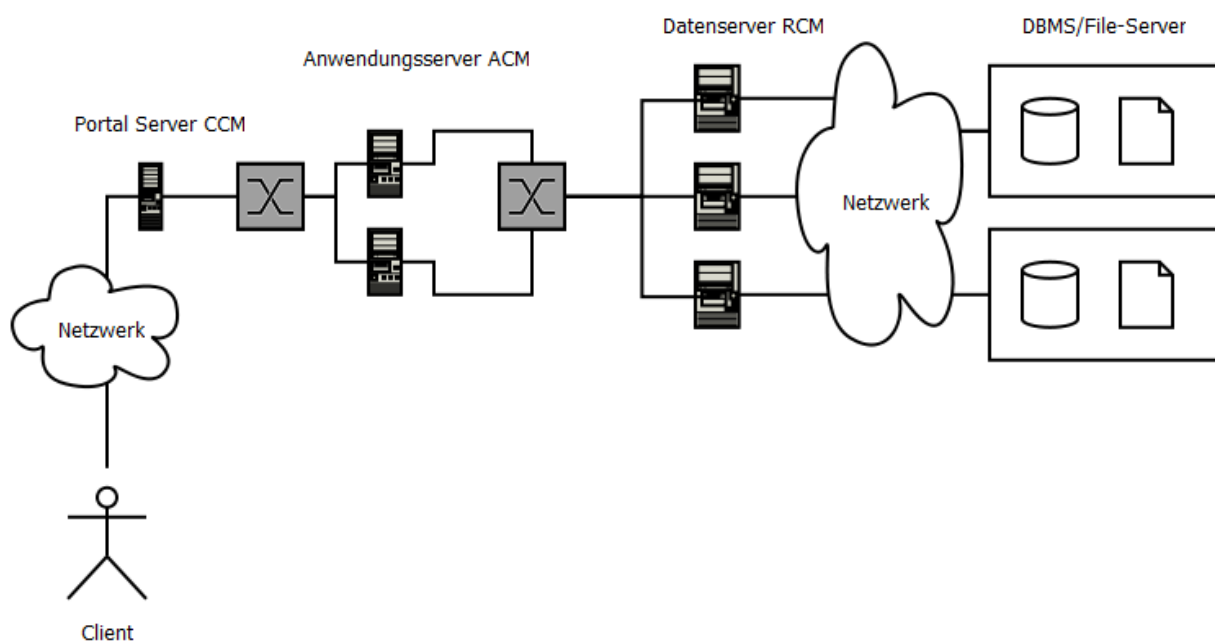 Datenserver RCM
DBMS/File-Server
Anwendungsserver ACM
Portal Server CCM
Netzwerk
Netzwerk
Client